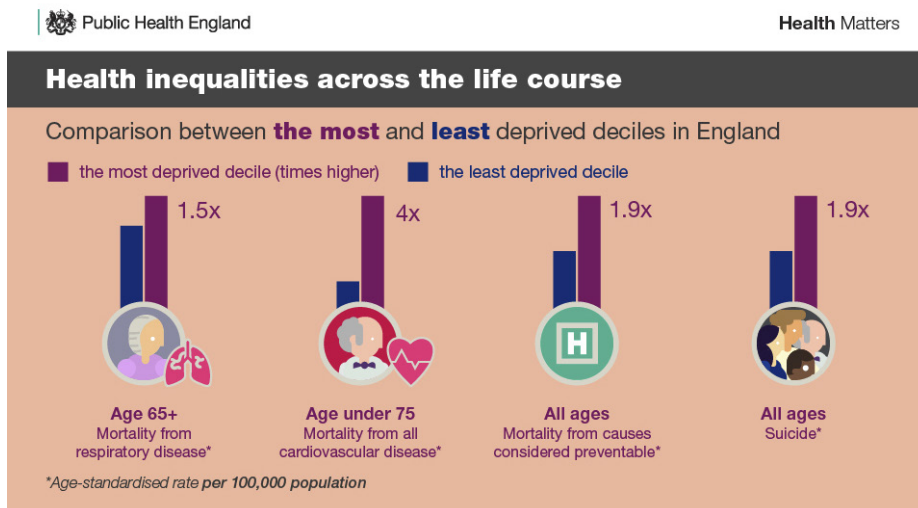 Public Health England
Health Matters
Health inequalities across the life course
Comparison between the most and least deprived deciles in England
the most deprived decile (times higher)
the least deprived decile
1.5x
4x
1.9x
1.9x
H
Age 65+
Mortality from
respiratory disease*
Age under 75
Mortality from all
cardiovascular disease*
All ages
Mortality from causes
considered preventable*
All ages
Suicide*
*Age-standardised rate per 100,000 population